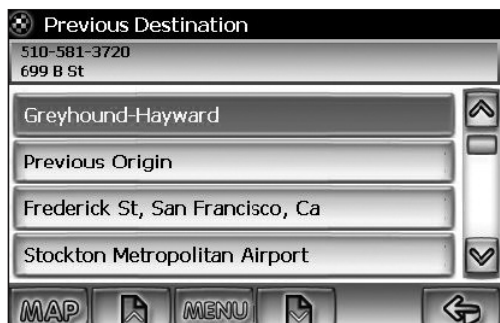 Previous Destination
510-581-3720
699 B St
Greyhound-Hayward
Previous Origin
Frederick St, San Francisco, Ca
Stockton Metropolitan Airport
MAP MENU